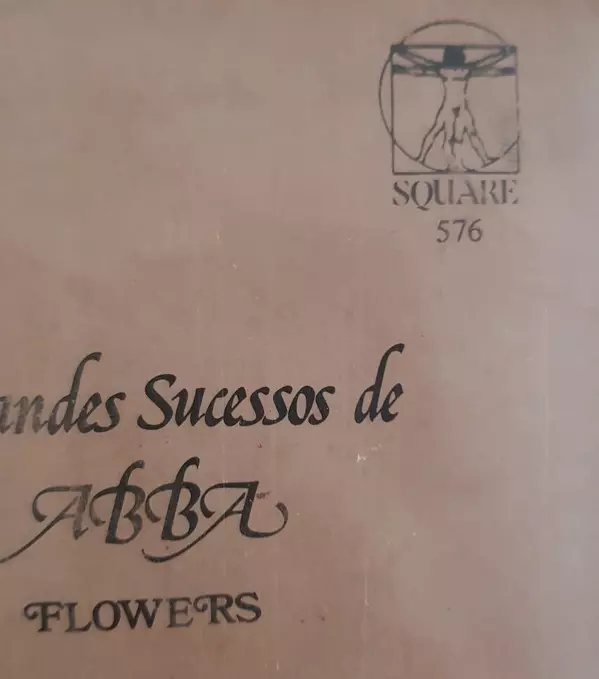 SQUARE
576
andes Sucessos de
ABBA
FLOWERS